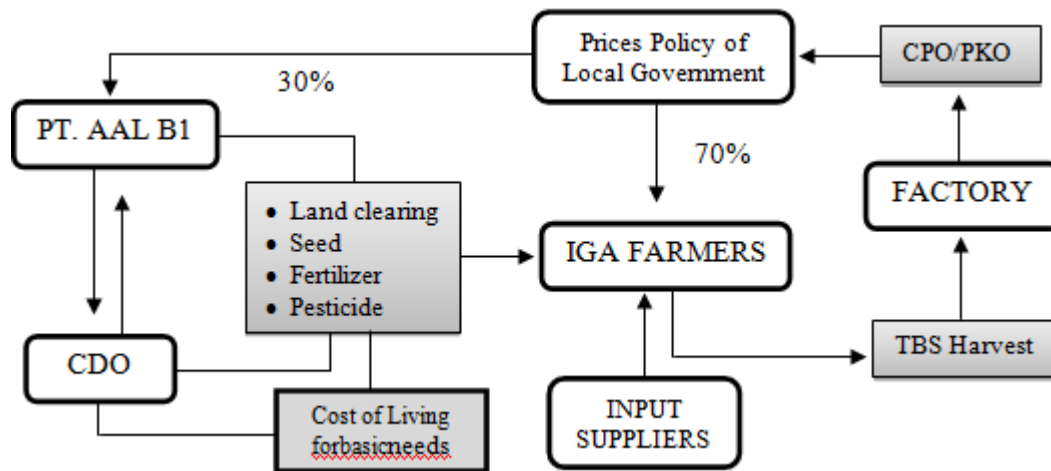 Prices Policy of
Local Government
CPO/PKO
30%
PT. AAL B1
70%
FACTORY
• Land clearing
• Seed
• Fertilizer
• Pesticide
IGA FARMERS
TBS Harvest
CDO
Cost of Living
forbasicneeds
INPUT
SUPPLIERS